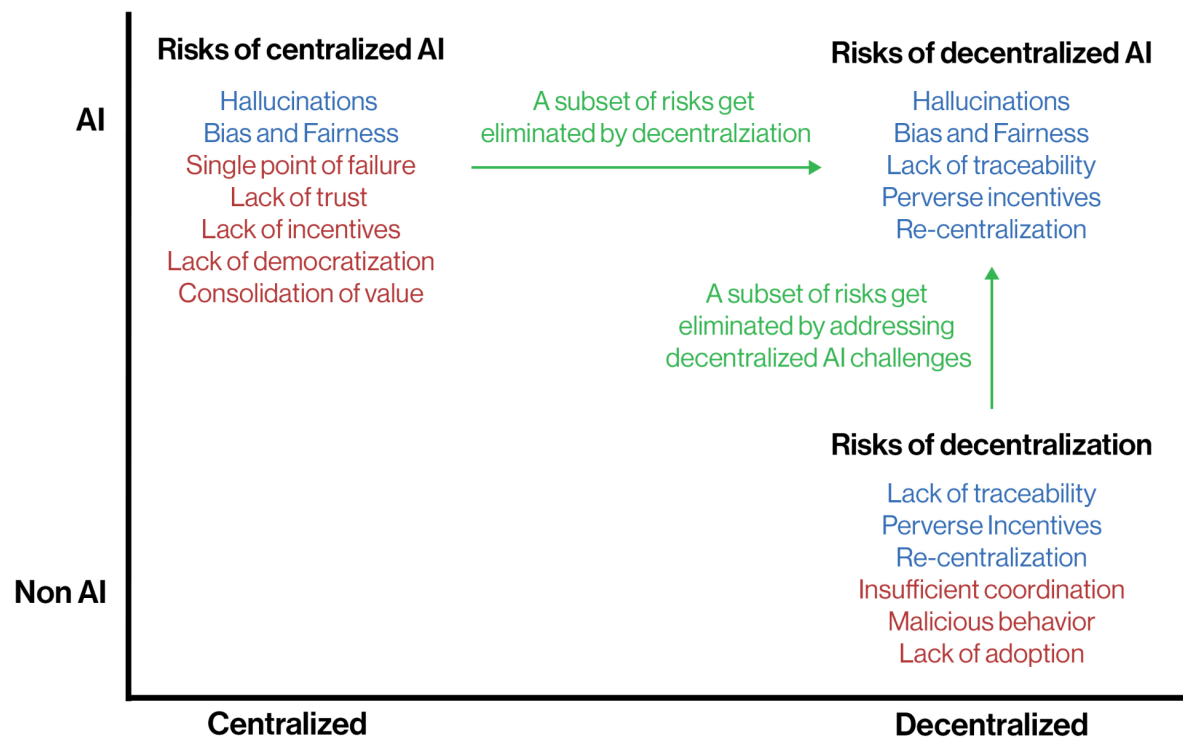 Risks of centralized AI
Hallucinations
Bias and Fairness
Single point of failure
Lack of trust
Lack of incentives
Lack of democratization
Consolidation of value
A subset of risks get
eliminated by decentralziation
Risks of decentralized AI
Hallucinations
Bias and Fairness
Lack of traceability
Perverse incentives
Re-centralization
AI
A subset of risks get
eliminated by addressing
decentralized AI challenges
Risks of decentralization
Lack of traceability
Perverse Incentives
Re-centralization
Insufficient coordination
Malicious behavior
Lack of adoption
Non AI
Centralized
Decentralized